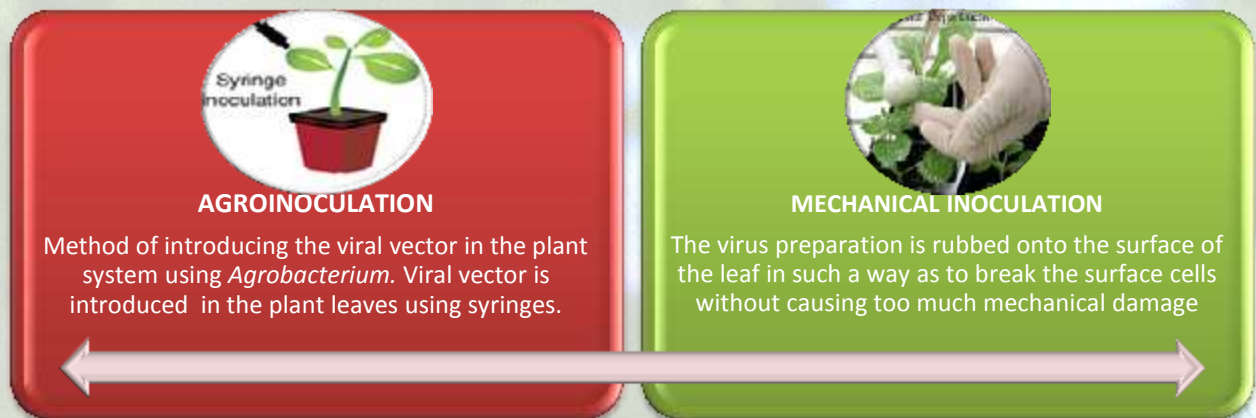 Syringe
inoculation
AGROINOCULATION
Method of introducing the viral vector in the plant
system using Agrobacterium. Viral vector is
introduced in the plant leaves using syringes.
MECHANICAL INOCULATION
The virus preparation is rubbed onto the surface of
the leaf in such a way as to break the surface cells
without causing too much mechanical damage